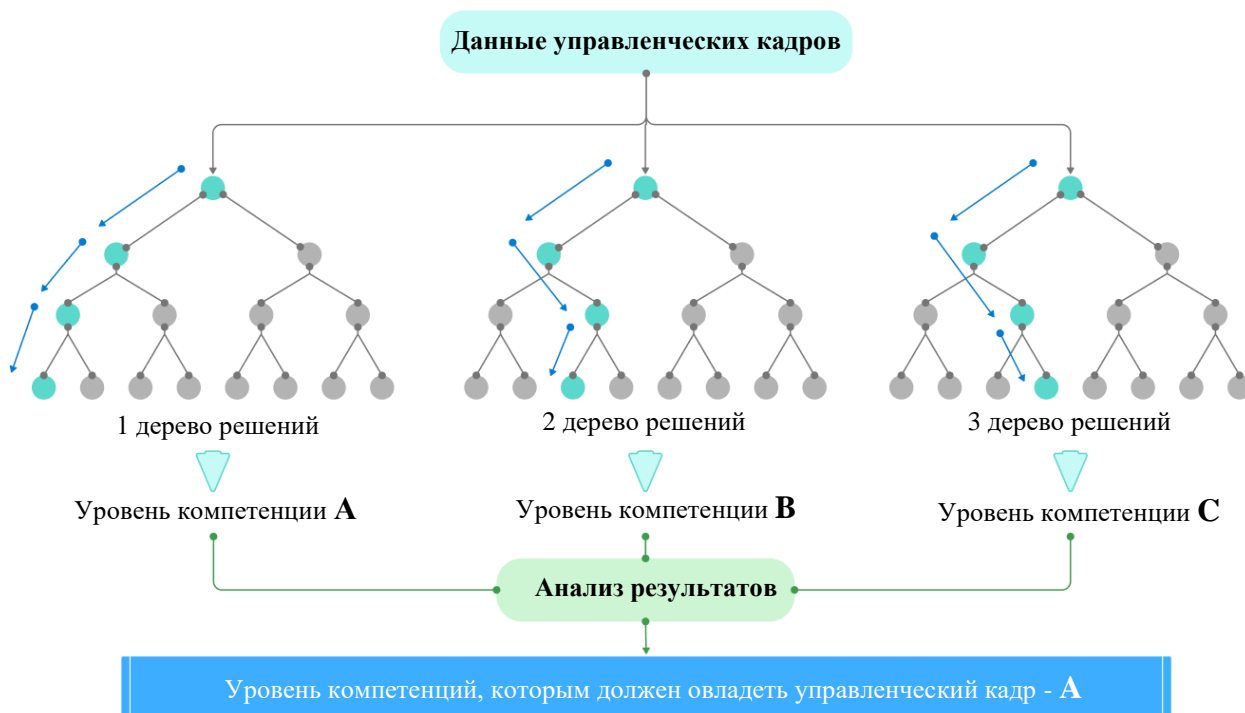 Данные управленческих кадров
1 дерево решений
2 дерево решений
3 дерево решений
Уровень компетенции A
Уровень компетенции B
Уровень компетенции C
Анализ результатов
Уровень компетенций, которым должен овладеть управленческий кадр - A